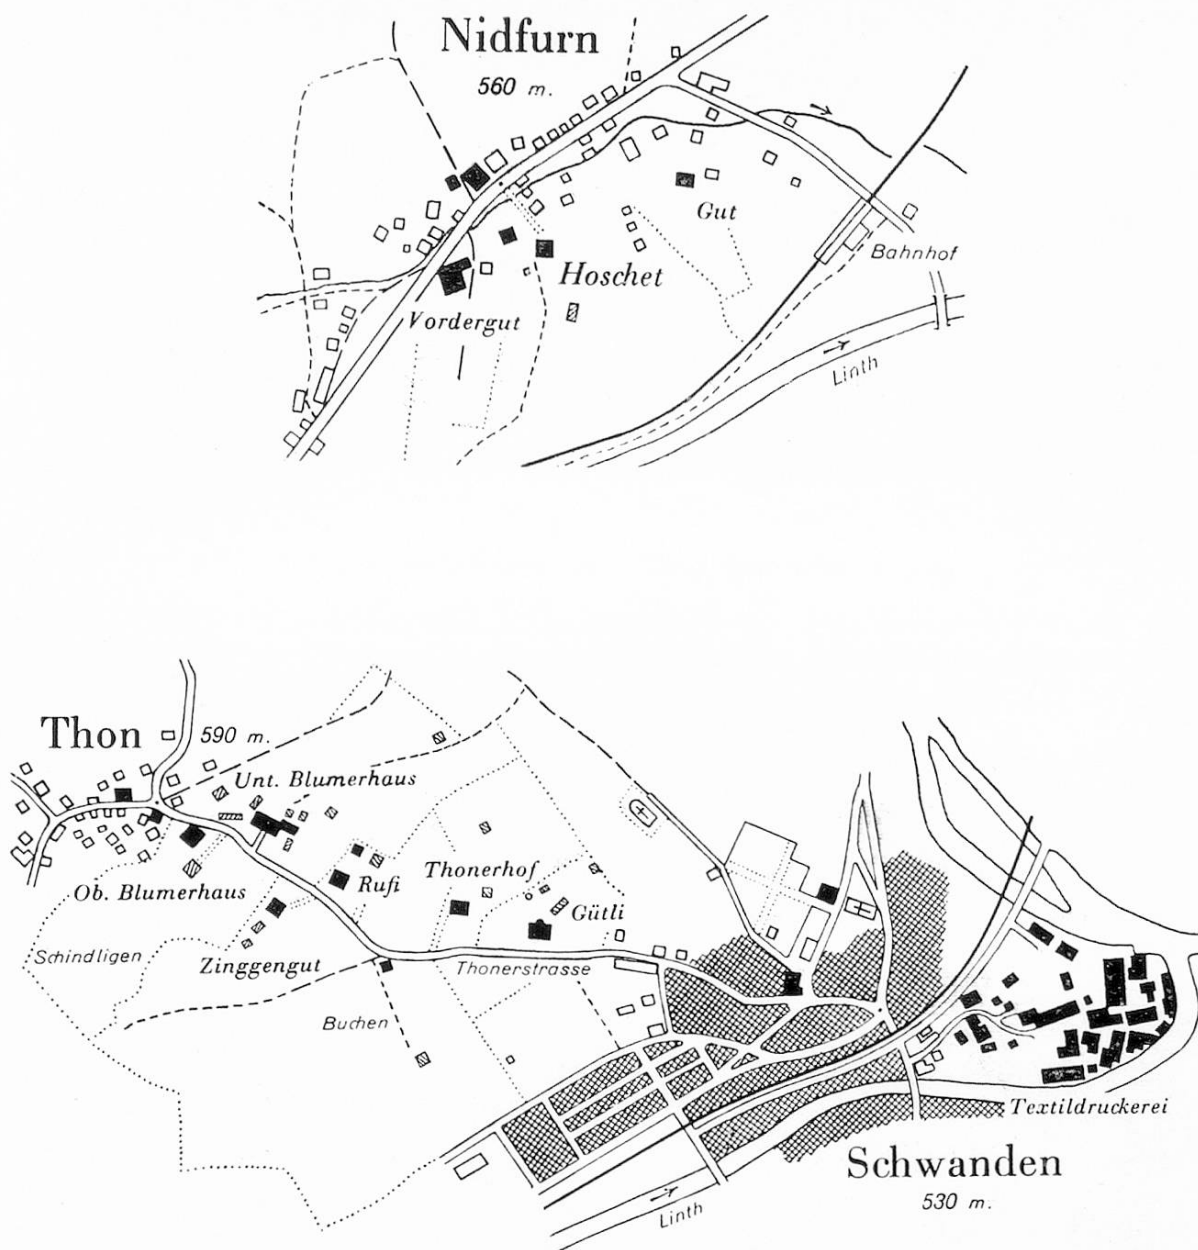 Nidfurn
560 m.
Gut
Bahnhof
Hoschet
Vordergut
Linth
Thon
590 m.
Unt. Blumerhaus
Thonerhof
Rufi
Ob. Blumerhaus
Gütli
Schindligen
Zinggengut
Thonerstrasse
Buchen
Textildruckerei
Schwanden
530 m.
Linth